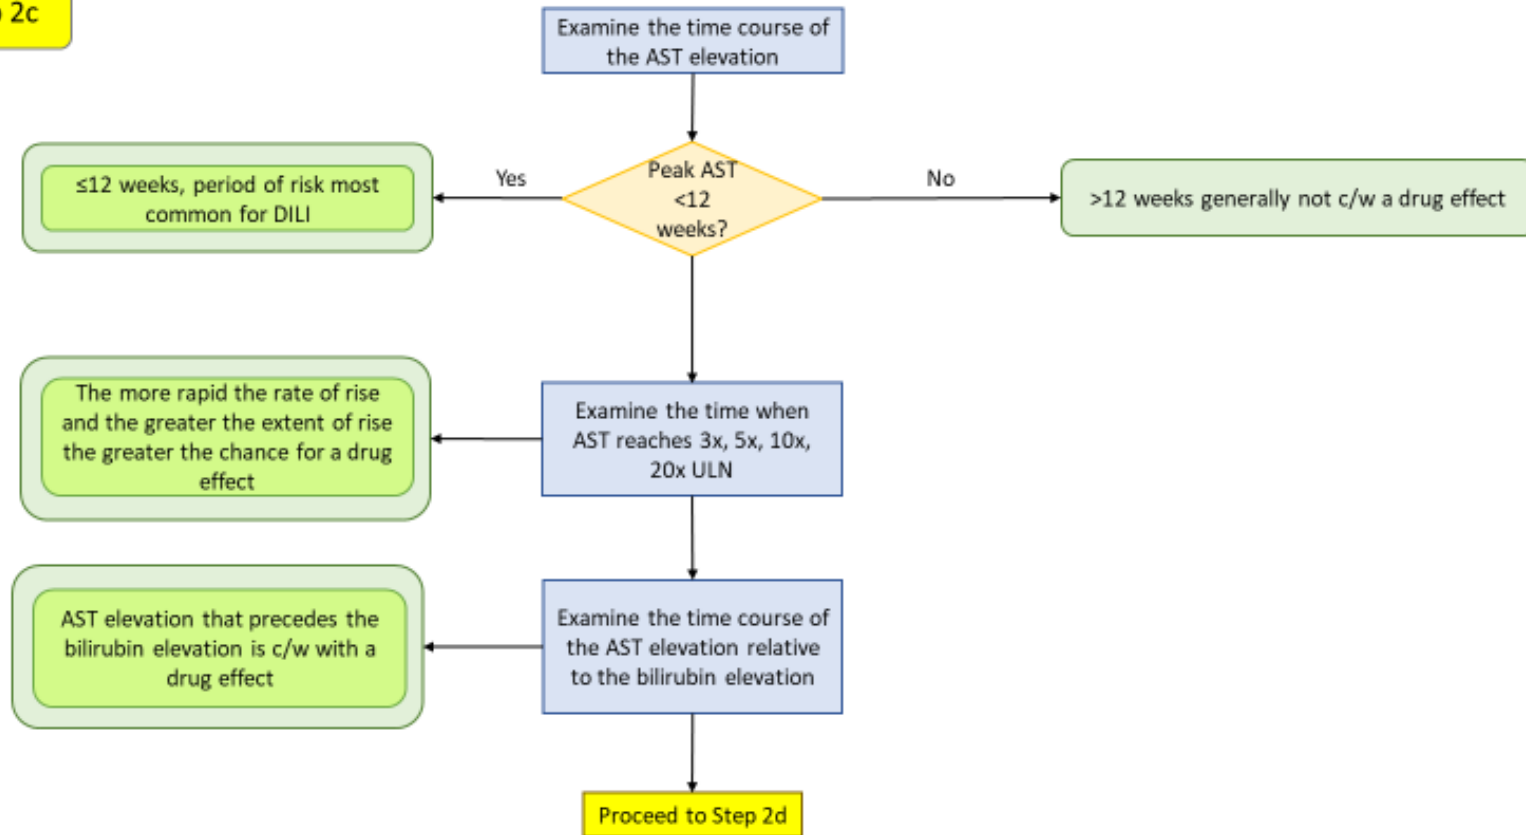 2c
Examine the time course of
the AST elevation
Peak AST
<12
weeks?
Yes
No
≤12 weeks, period of risk most
common for DILI
>12 weeks generally not c/w a drug effect
The more rapid the rate of rise
and the greater the extent of rise
the greater the chance for a drug
effect
Examine the time when
AST reaches 3x, 5x, 10x,
20x ULN
AST elevation that precedes the
bilirubin elevation is c/w with a
drug effect
Examine the time course of
the AST elevation relative
to the bilirubin elevation
Proceed to Step 2d